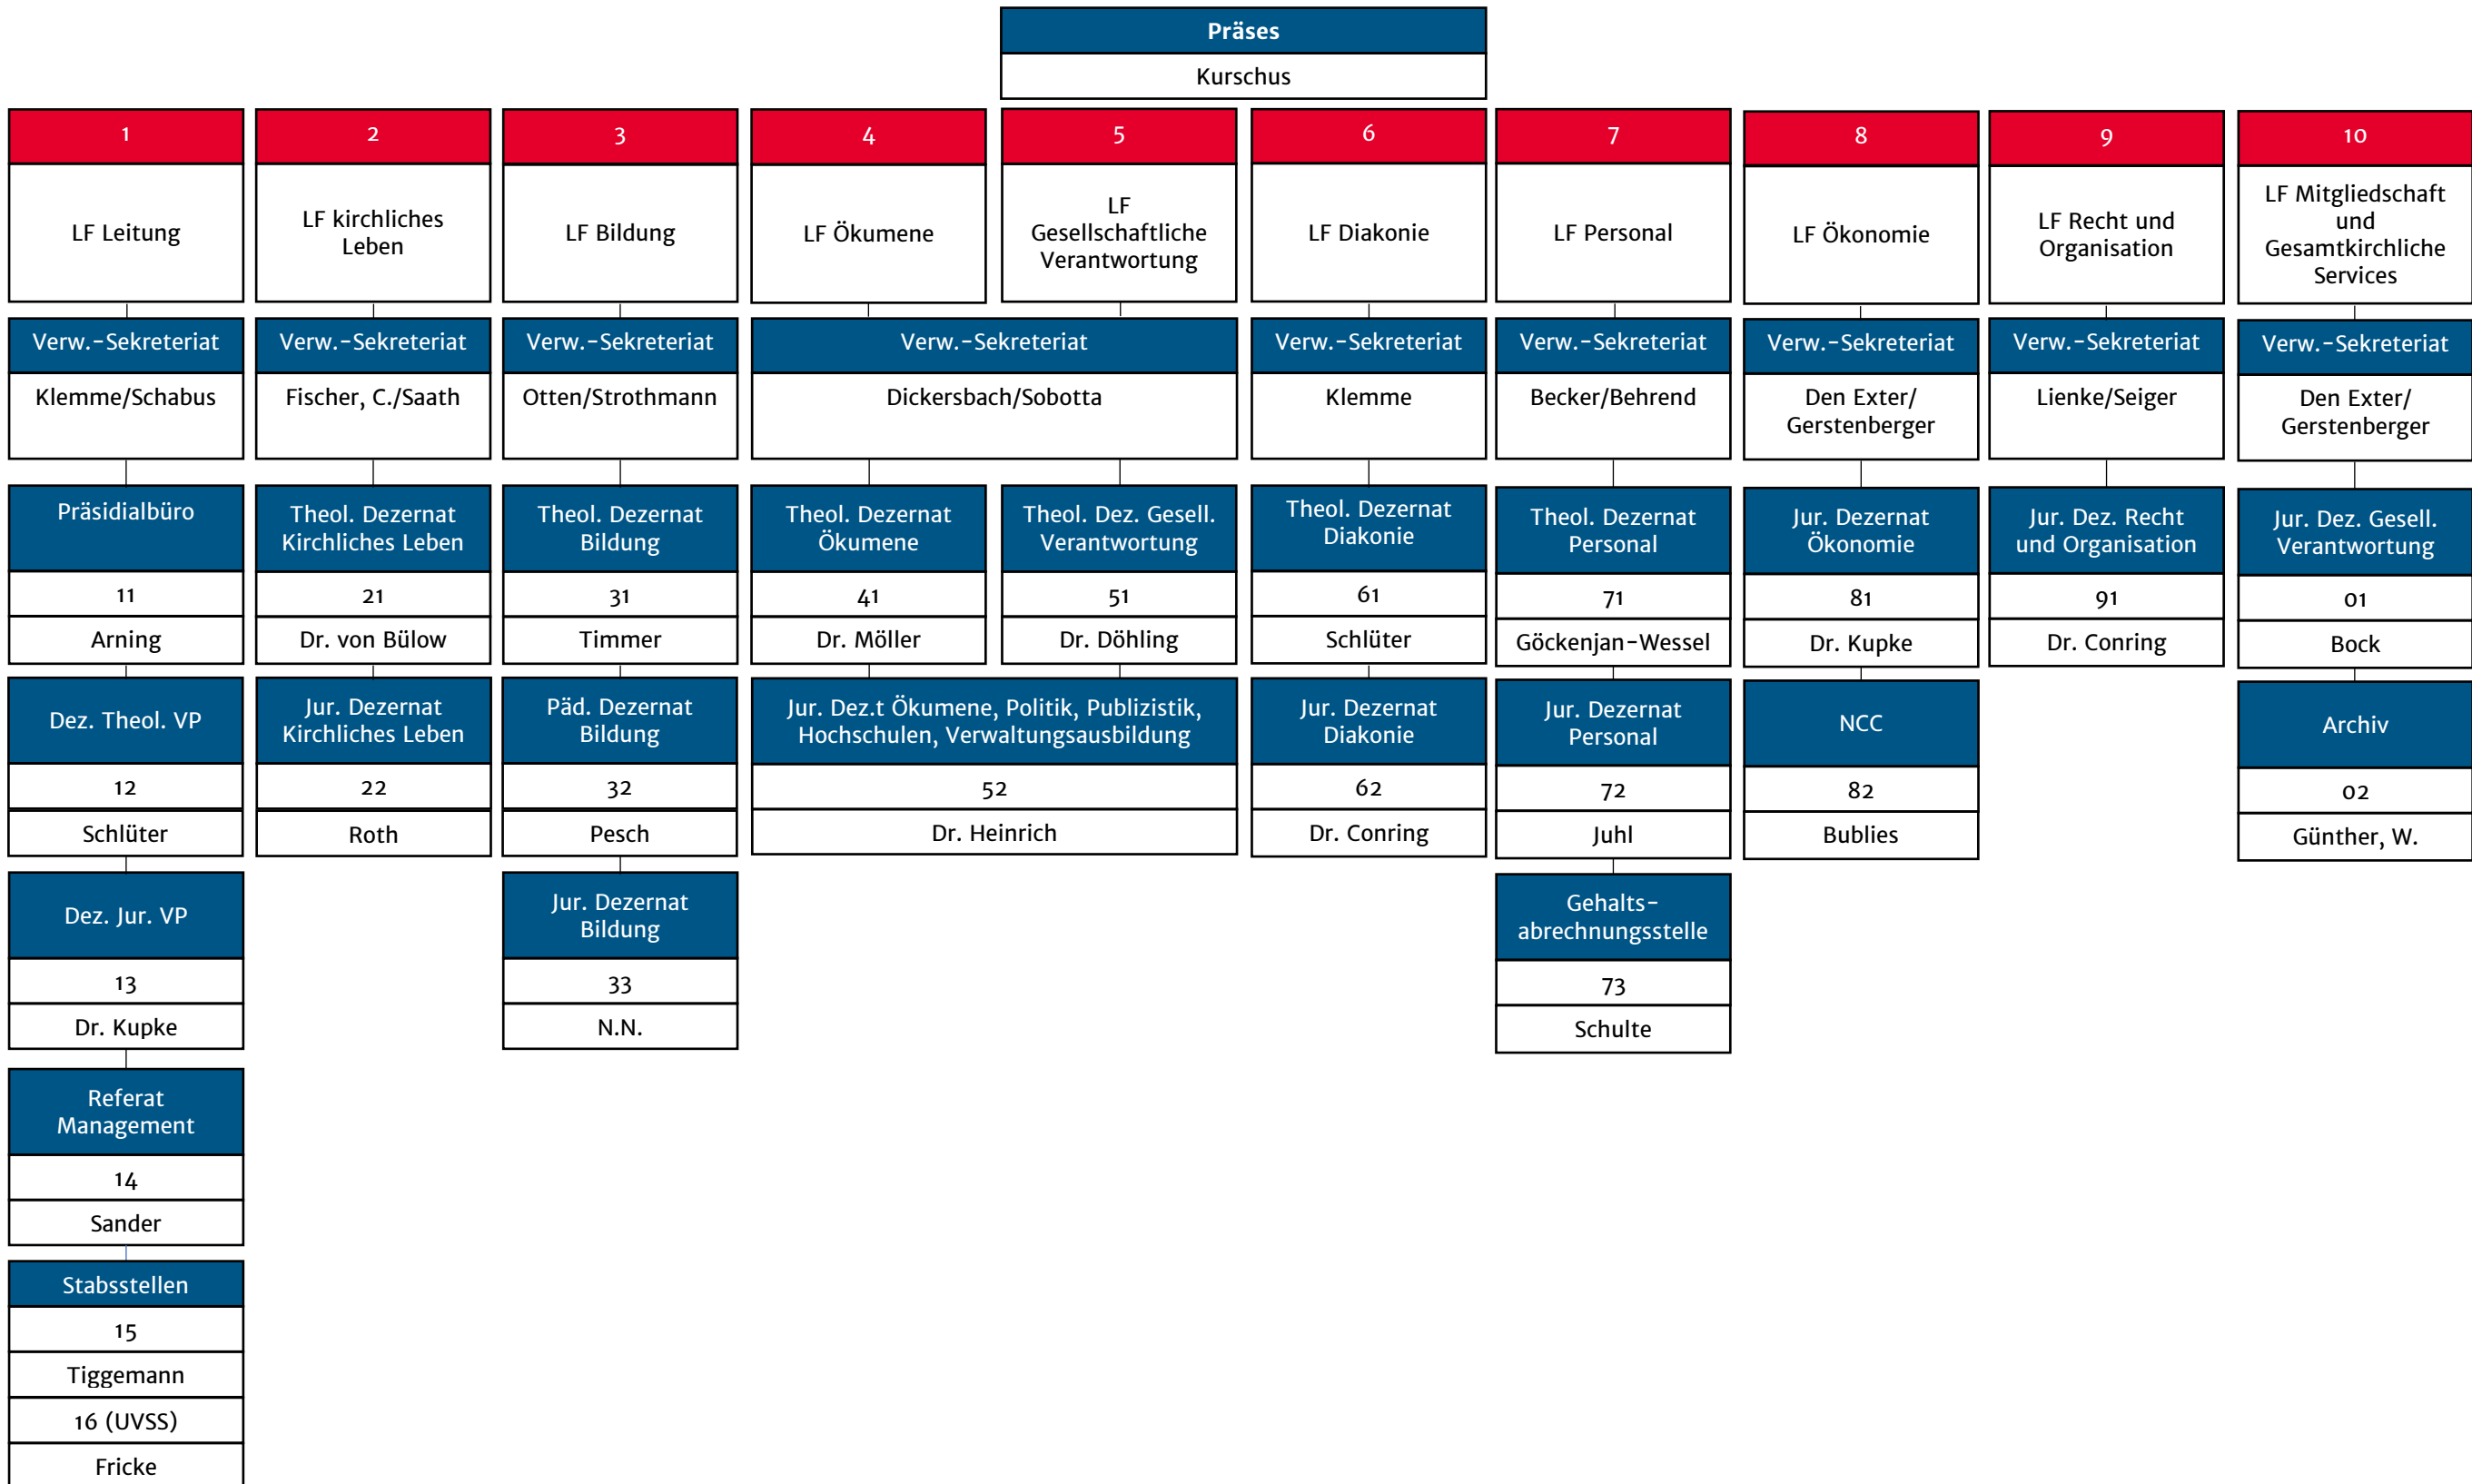 Präses
Kurschus
1
2
3
4
5
6
7
8
9
10
LF Leitung
LF kirchliches
Leben
LF Bildung
LF Ökumene
LF
Gesellschaftliche
Verantwortung
LF Diakonie
LF Personal
LF Ökonomie
LF Recht und
Organisation
LF Mitgliedschaft
und
Gesamtkirchliche
Services
Verw.-Sekreteriat
Verw.-Sekreteriat
Verw.-Sekreteriat
Verw.-Sekreteriat
Verw.-Sekreteriat
Verw.-Sekreteriat
Verw.-Sekreteriat
Verw.-Sekreteriat
Verw.-Sekreteriat
Klemme/Schabus
Fischer, C./Saath
Otten/Strothmann
Dickersbach/Sobotta
Klemme
Becker/Behrend
Den Exter/
Gerstenberger
Lienke/Seiger
Den Exter/
Gerstenberger
Präsidialbüro
Theol. Dezernat
Kirchliches Leben
Theol. Dezernat
Bildung
Theol. Dezernat
Ökumene
Theol. Dez. Gesell.
Verantwortung
Theol. Dezernat
Diakonie
Theol. Dezernat
Personal
Jur. Dezernat
Ökonomie
Jur. Dez. Recht
und Organisation
Jur. Dez. Gesell.
Verantwortung
11
21
31
41
51
61
71
81
91
01
Arning
Dr. von Bülow
Timmer
Dr. Möller
Dr. Döhling
Schlüter
Göckenjan-Wessel
Dr. Kupke
Dr. Conring
Bock
Dez. Theol. VP
Jur. Dezernat
Kirchliches Leben
Päd. Dezernat
Bildung
Jur. Dez.t Ökumene, Politik, Publizistik,
Hochschulen, Verwaltungsausbildung
Jur. Dezernat
Diakonie
Jur. Dezernat
Personal
NCC
Archiv
12
22
32
52
62
72
82
02
Schlüter
Roth
Pesch
Dr. Heinrich
Dr. Conring
Juhl
Bublies
Günther, W.
Dez. Jur. VP
Jur. Dezernat
Bildung
Gehalts-
abrechnungsstelle
13
33
73
Dr. Kupke
N.N.
Schulte
Referat
Management
14
Sander
Stabsstellen
15
Tiggemann
16 (UVSS)
Fricke